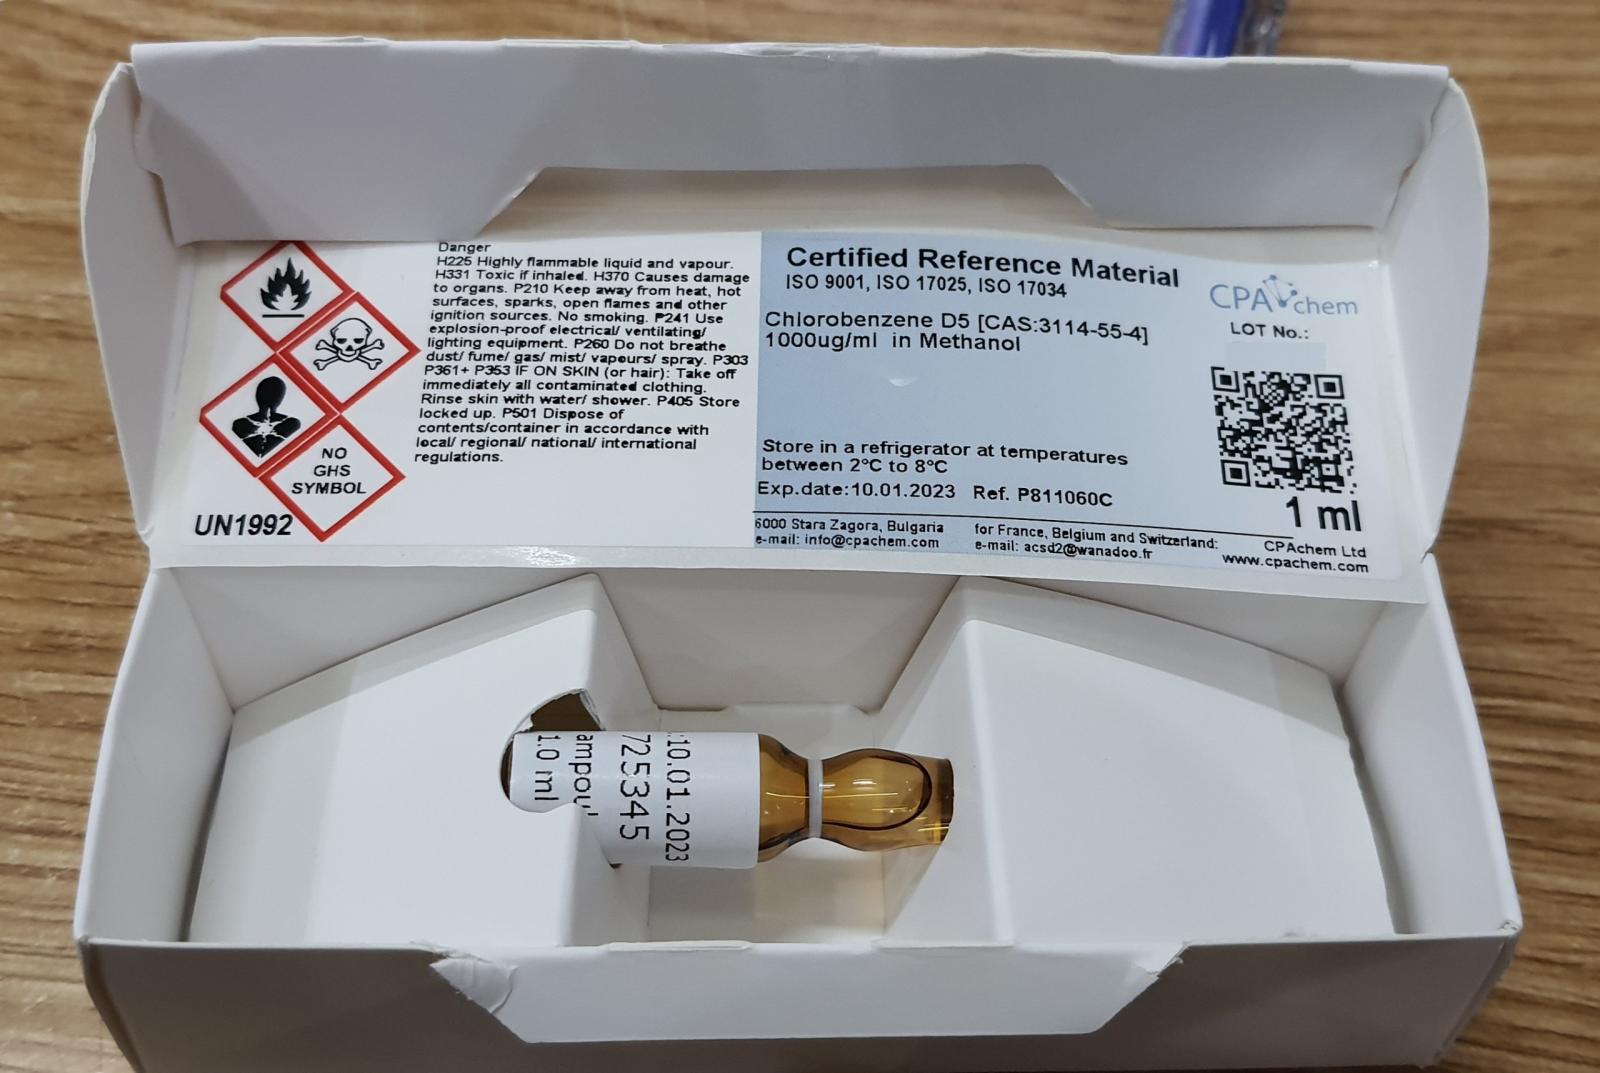 Danger
H225 Highly flammable liquid and vapour.
H331 Toxic if inhaled. H370 Causes damage
to organs. P210 Keep away from heat, hot
surfaces, sparks, open flames and other
ignition sources. No smoking. P241 Use
explosion-proof electrical/ ventilating/
lighting equipment. P260 Do not breathe
dust/ fume/ gas/ mist/ vapours/ spray. P303
P361+ P353 IF ON SKIN (or hair): Take off
immediately all contaminated clothing.
Rinse skin with water/ shower. P405 Store
locked up. P501 Dispose of
contents/container in accordance with
local/ regional/ national/ international
regulations.
NO
GHS
SYMBOL
UN1992
Certified Reference Material
ISO 9001, ISO 17025, ISO 17034
Chlorobenzene D5 [CAS:3114-55-4]
1000ug/ml in Methanol
Store in a refrigerator at temperatures
between 2°C to 8°C
Exp.date:10.01.2023 Ref. P811060C
6000 Stara Zagora, Bulgaria
e-mail: info@cpachem.com
for France, Belgium and Switzerland:
e-mail: acsd2@wanadoo.fr
CPAchem
LOT No.:
1 ml
CPAchem Ltd
www.cpachem.com
:10.01.2023
725345
ampoul
1.0 ml